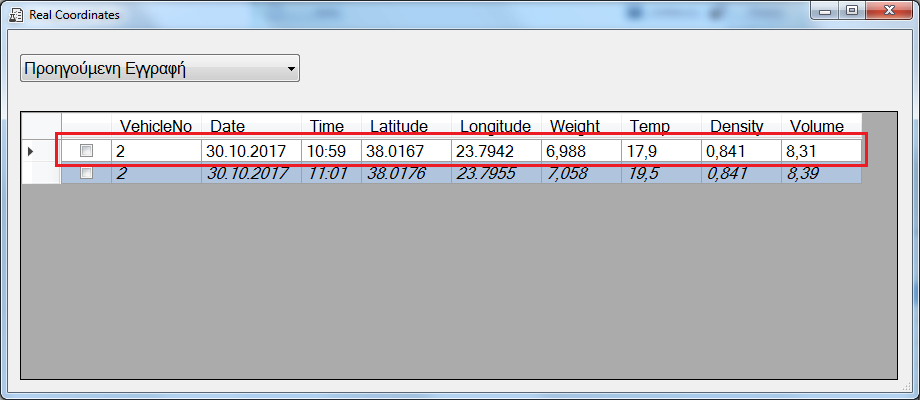 Real Coordinates
Προηγούμενη Εγγραφή
VehicleNo Date Time Latitude Longitude Weight Temp Density Volume
2 30.10.2017 10:59 38.0167 23.7942 6,988 17,9 0,841 8,31
2 30.10.2017 11:01 38.0176 23.7955 7,058 19,5 0,841 8,39